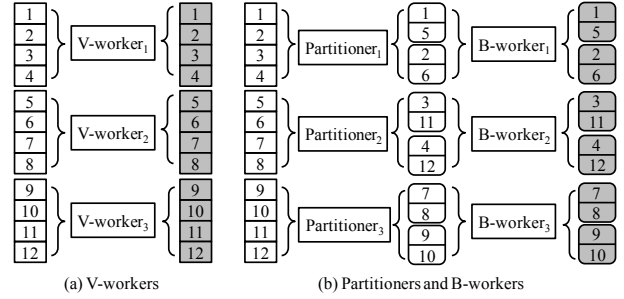 1 1 1 1 1
2 V-worker₁ 2 2 Partitioner₁ 5 B-worker₁ 5
3 3 3 2 2
4 4 4 6 6
5 5 5 3 3
6 V-worker₂ 6 6 Partitioner₂ 11 B-worker₂ 11
7 7 7 4 4
8 8 8 12 12
9 9 9 7 7
10 V-worker₃ 10 10 Partitioner₃ 8 B-worker₃ 8
11 11 11 9 9
12 12 12 10 10
(a) V-workers (b) Partitioners and B-workers